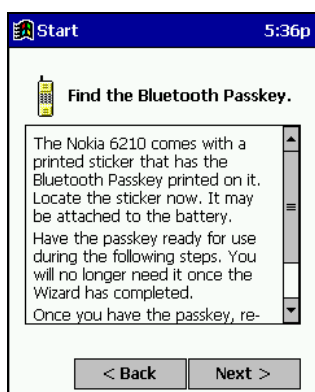 Start 5:36p
Find the Bluetooth Passkey.
The Nokia 6210 comes with a
printed sticker that has the
Bluetooth Passkey printed on it.
Locate the sticker now. It may
be attached to the battery.
Have the passkey ready for use
during the following steps. You
will no longer need it once the
Wizard has completed.
Once you have the passkey, re-
< Back Next >